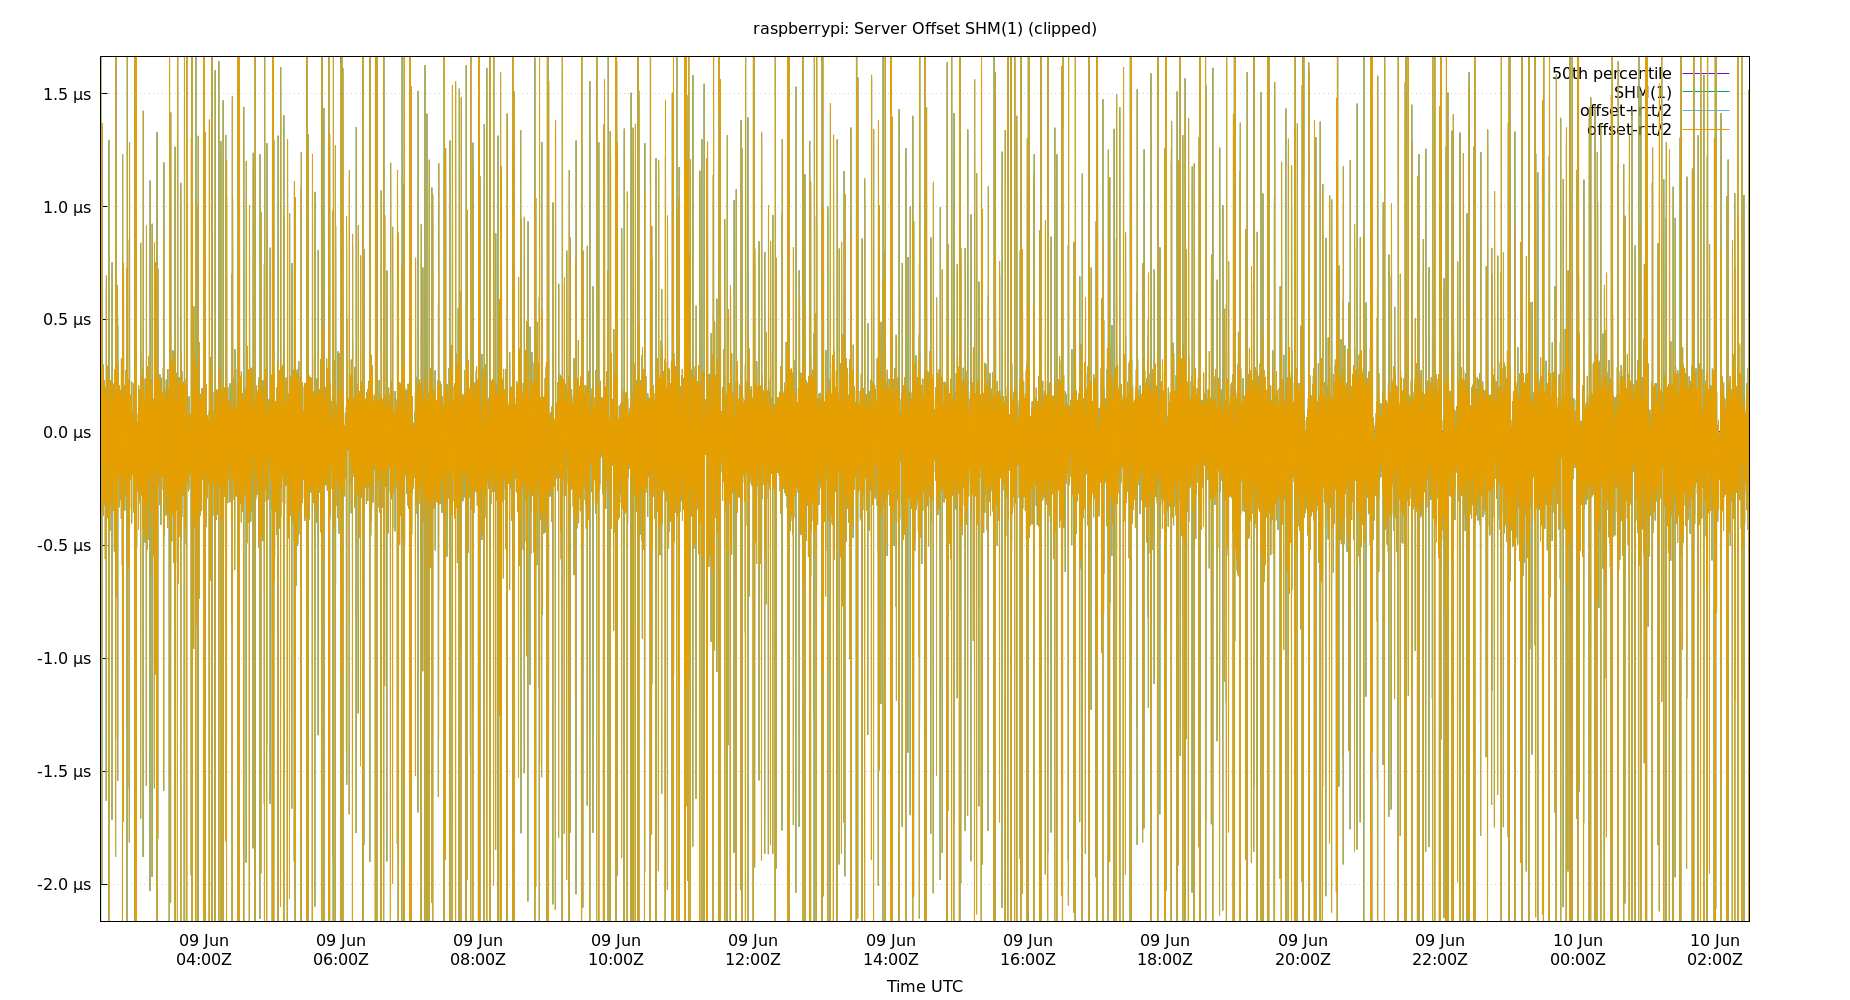 raspberrypi: Server Offset SHM(1) (clipped)
50th percentile
SHM(1)
offset+rtt/2
offset-rtt/2
1.5 µs
1.0 µs
0.5 µs
0.0 µs
-0.5 µs
-1.0 µs
-1.5 µs
-2.0 µs
09 Jun 09 Jun 09 Jun 09 Jun 09 Jun 09 Jun 09 Jun 09 Jun 09 Jun 09 Jun 10 Jun 10 Jun
04:00Z 06:00Z 08:00Z 10:00Z 12:00Z 14:00Z 16:00Z 18:00Z 20:00Z 22:00Z 00:00Z 02:00Z
Time UTC